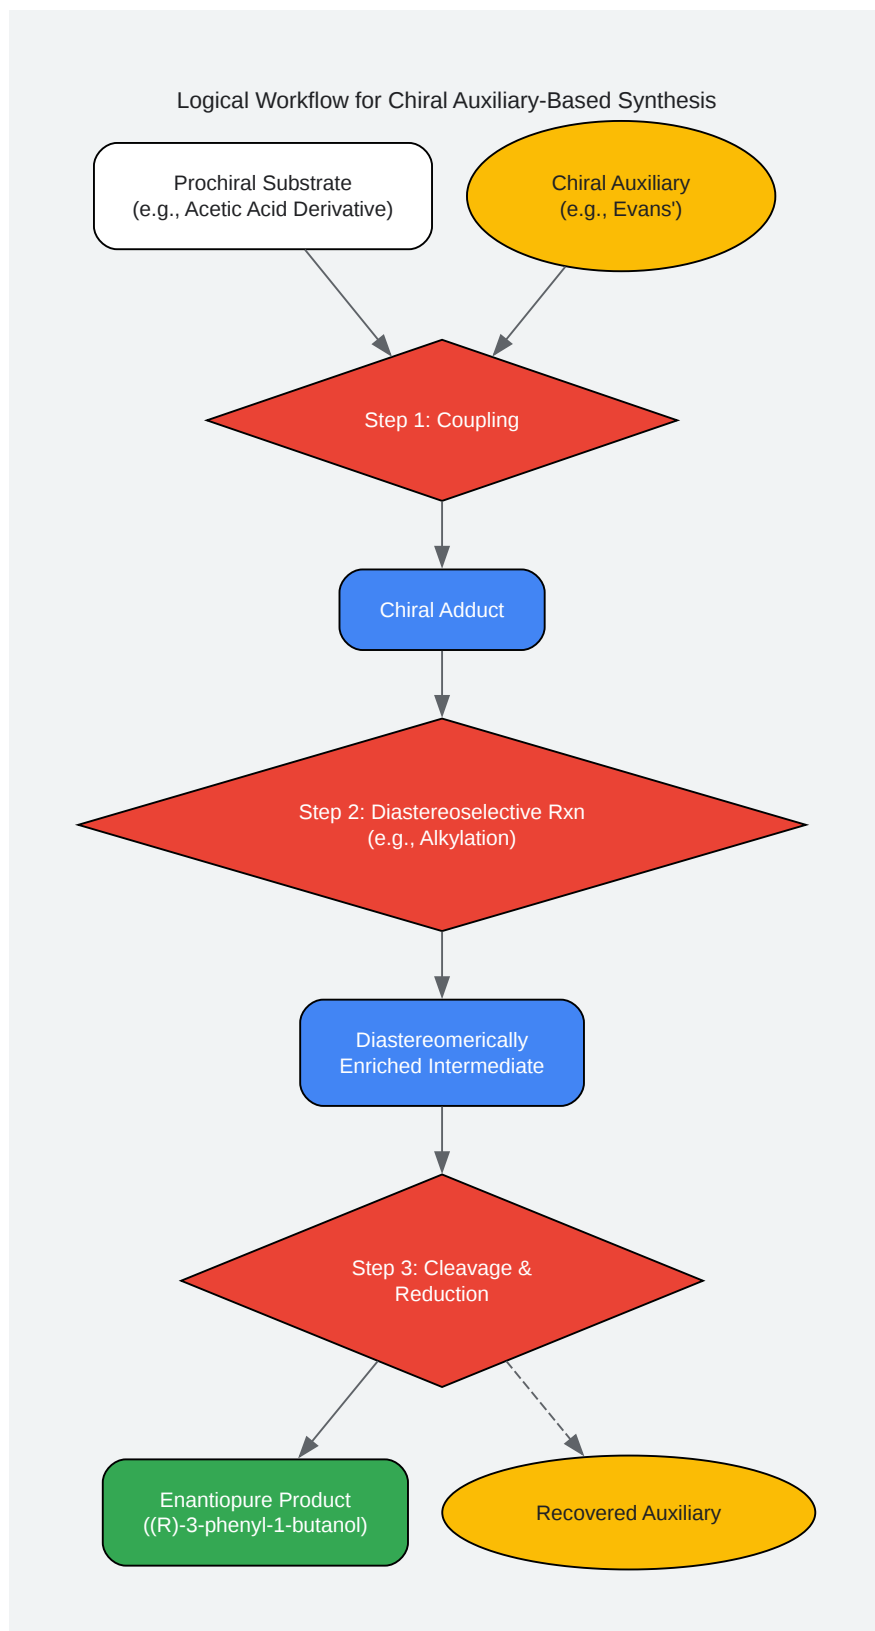 Logical Workflow for Chiral Auxiliary-Based Synthesis
Prochiral Substrate
(e.g., Acetic Acid Derivative)
Chiral Auxiliary
(e.g., Evans')
Step 1: Coupling
Chiral Adduct
Step 2: Diastereoselective Rxn
(e.g., Alkylation)
Diastereomerically
Enriched Intermediate
Step 3: Cleavage &
Reduction
Enantiopure Product
((R)-3-phenyl-1-butanol)
Recovered Auxiliary